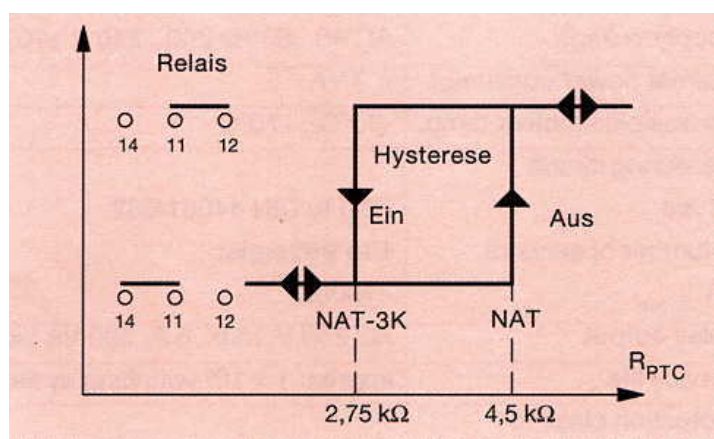 Relais
14 11 12
Hysterese
Ein
Aus
14 11 12
NAT-3K NAT
R_PTC
2,75 kΩ 4,5 kΩ